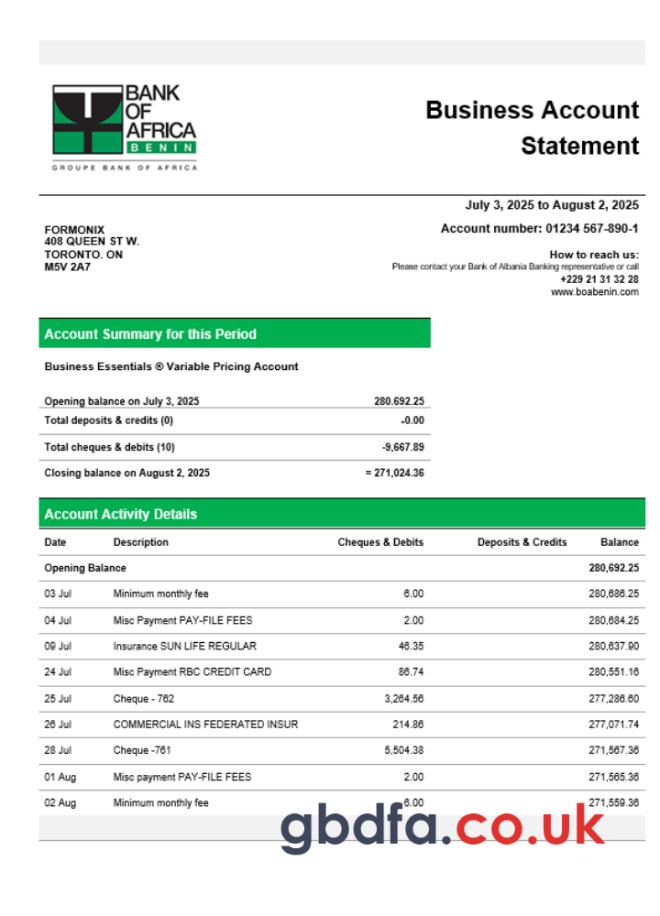 BANK
OF
AFRICA
BENIN
GROUPE BANK OF AFRICA
Business Account
Statement
July 3, 2025 to August 2, 2025
FORMONIX
408 QUEEN ST W.
TORONTO. ON
M5V 2A7
Account number: 01234 567-890-1
How to reach us:
Please contact your Bank of Albania Banking representative or call
+229 21 31 32 28
www.boabenin.com
Account Summary for this Period
Business Essentials ® Variable Pricing Account
Opening balance on July 3, 2025 280.692.25
Total deposits & credits (0) -0.00
Total cheques & debits (10) -9,667.89
Closing balance on August 2, 2025 = 271,024.36
Account Activity Details
Date Description Cheques & Debits Deposits & Credits Balance
Opening Balance 280,692.25
03 Jul Minimum monthly fee 6.00 280,686.25
04 Jul Misc Payment PAY-FILE FEES 2.00 280,684.25
09 Jul Insurance SUN LIFE REGULAR 46.35 280,637.90
24 Jul Misc Payment RBC CREDIT CARD 86.74 280,551.16
25 Jul Cheque - 762 3,264.56 277,286.60
26 Jul COMMERCIAL INS FEDERATED INSUR 214.86 277,071.74
28 Jul Cheque -761 5,504.38 271,567.36
01 Aug Misc payment PAY-FILE FEES 2.00 271,565.36
02 Aug Minimum monthly fee 6.00 271,559.36
gbdfa.co.uk